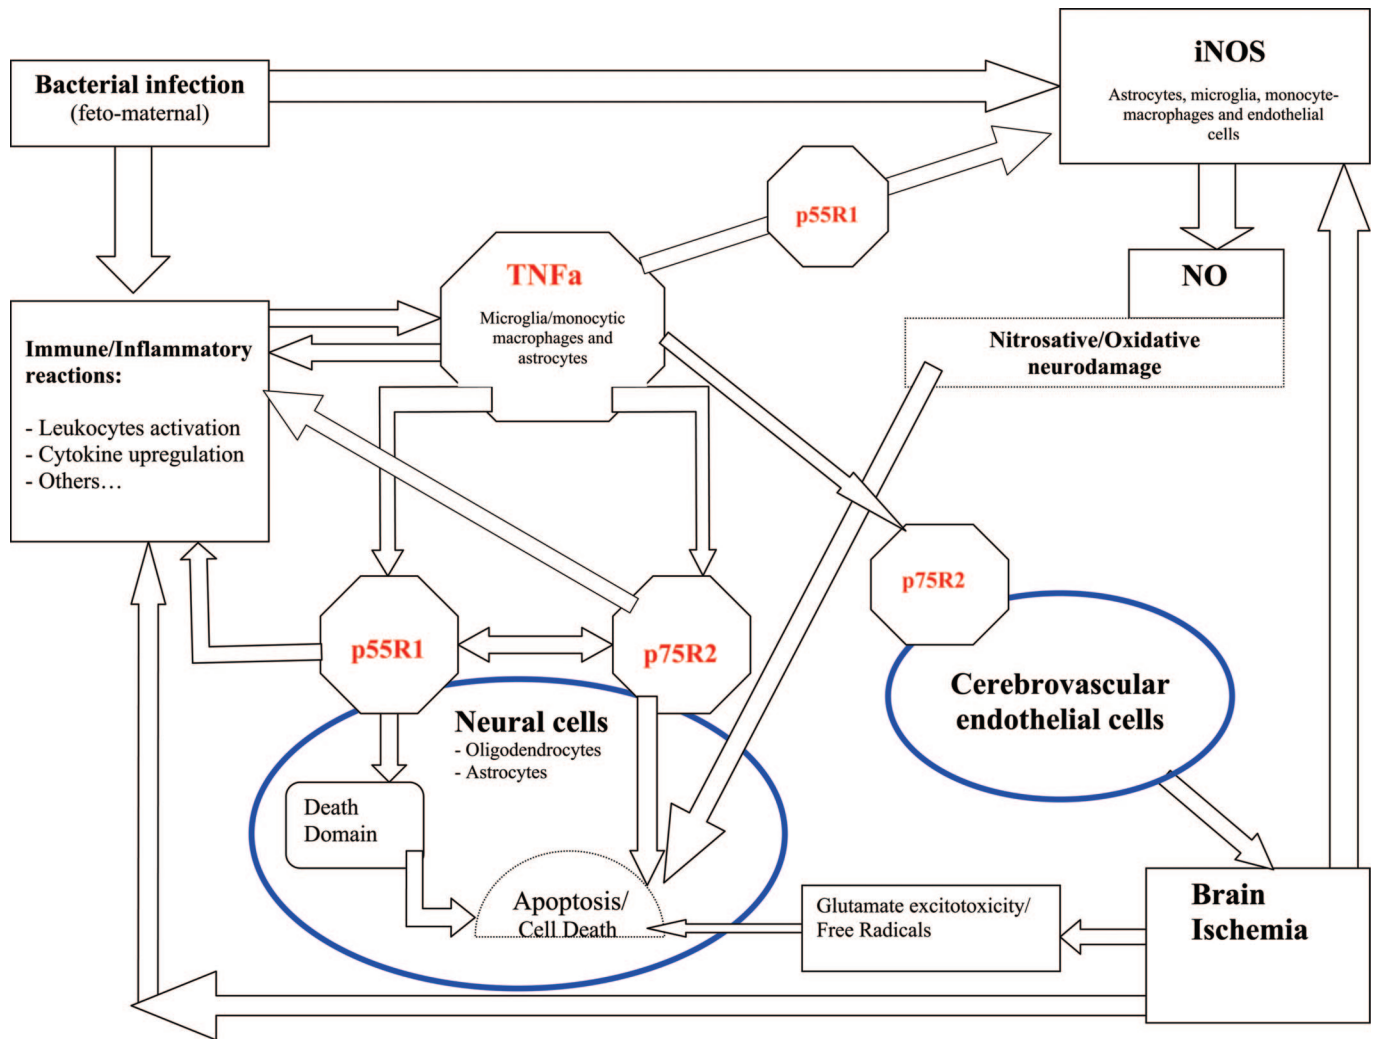 Bacterial infection
(feto-maternal)
iNOS
Astrocytes, microglia, monocyte-
macrophages and endothelial
cells
p55R1
TNFa
Microglia/monocytic
macrophages and
astrocytes
NO
Nitrosative/Oxidative
neurodamage
Immune/Inflammatory
reactions:
- Leukocytes activation
- Cytokine upregulation
- Others…
p75R2
p55R1
p75R2
Cerebrovascular
endothelial cells
Neural cells
- Oligodendrocytes
- Astrocytes
Death
Domain
Apoptosis/
Cell Death
Glutamate excitotoxicity/
Free Radicals
Brain
Ischemia